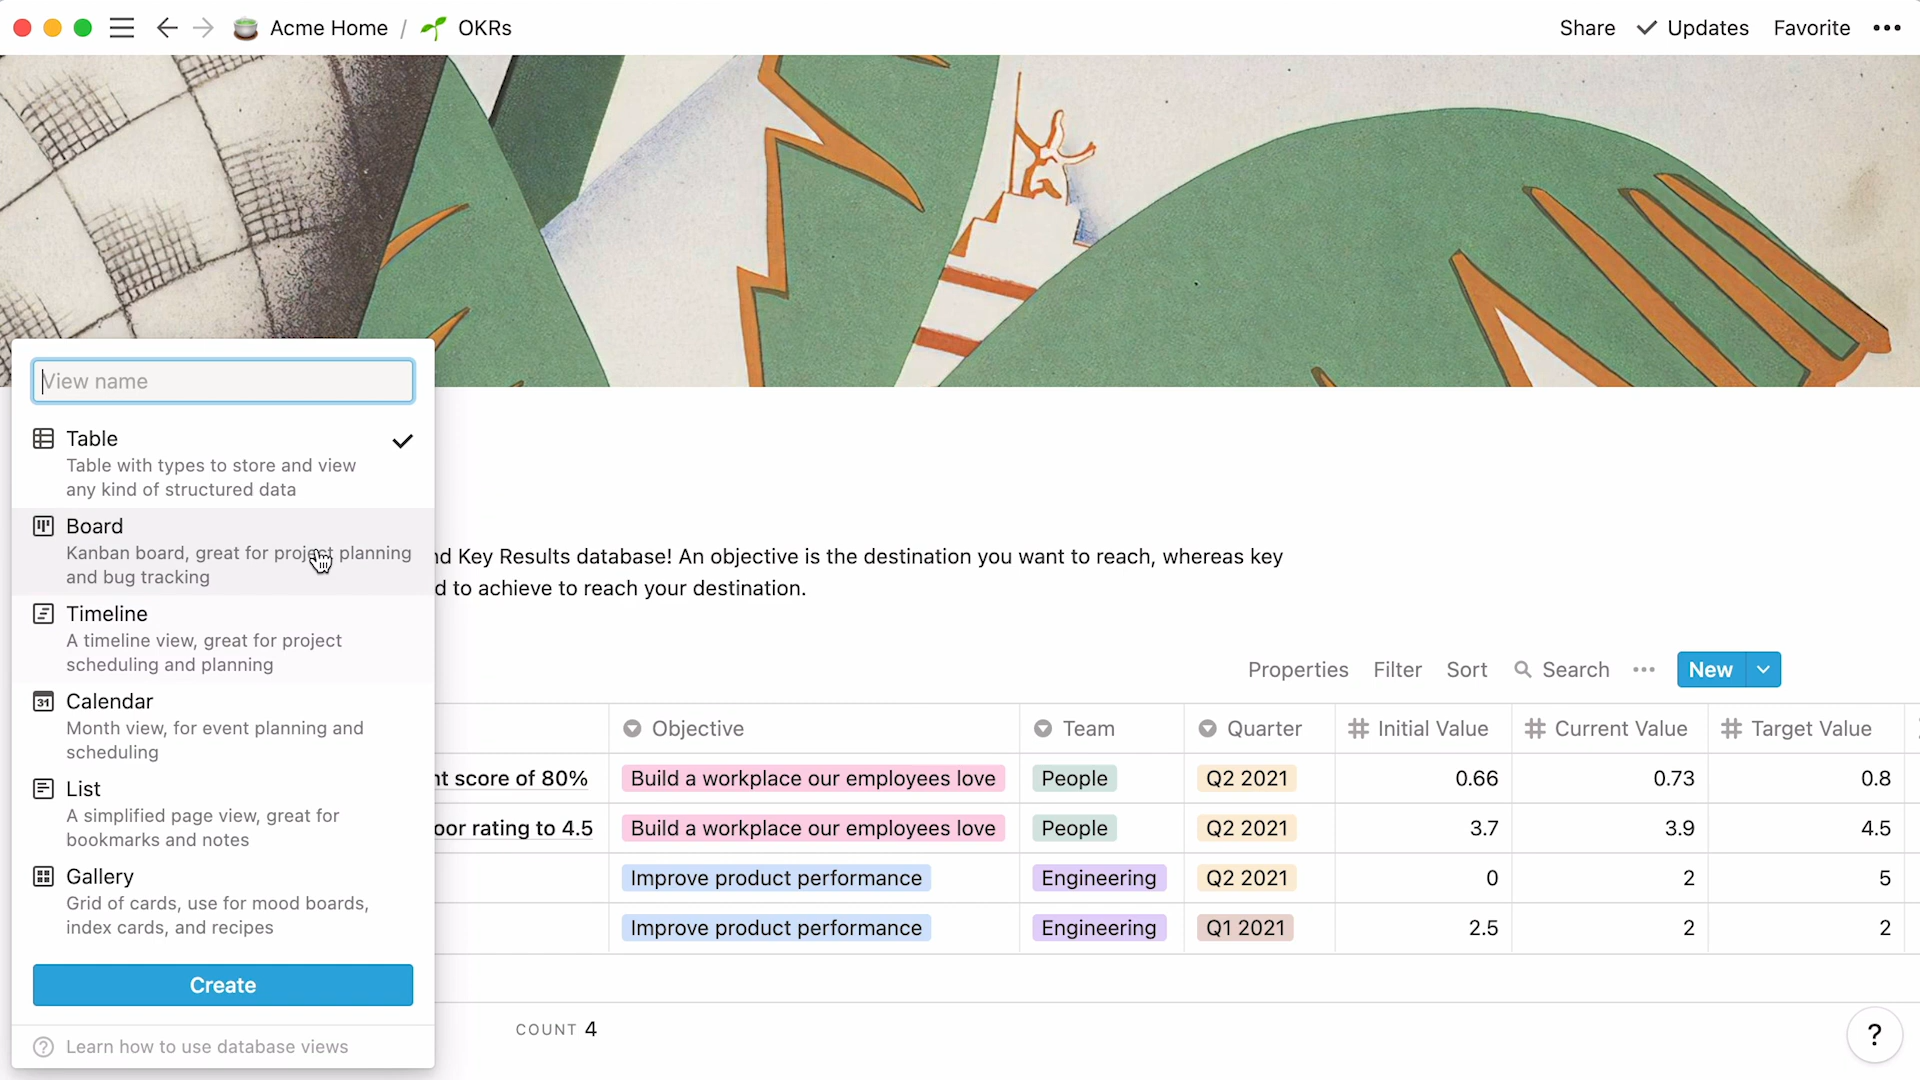 Acme Home / OKRs
Share Updates Favorite
View name
Table
Table with types to store and view
any kind of structured data
Board
Kanban board, great for project planning
and bug tracking
Timeline
A timeline view, great for project
scheduling and planning
Calendar
31
Month view, for event planning and
scheduling
List
A simplified page view, great for
bookmarks and notes
Gallery
Grid of cards, use for mood boards,
index cards, and recipes
Create
? Learn how to use database views
Key Results database! An objective is the destination you want to reach, whereas key
to achieve to reach your destination.
Properties Filter Sort Search New
Objective Team Quarter # Initial Value # Current Value # Target Value
score of 80% Build a workplace our employees love People Q2 2021 0.66 0.73 0.8
rating to 4.5 Build a workplace our employees love People Q2 2021 3.7 3.9 4.5
Improve product performance Engineering Q2 2021 0 2 5
Improve product performance Engineering Q1 2021 2.5 2 2
COUNT 4
?